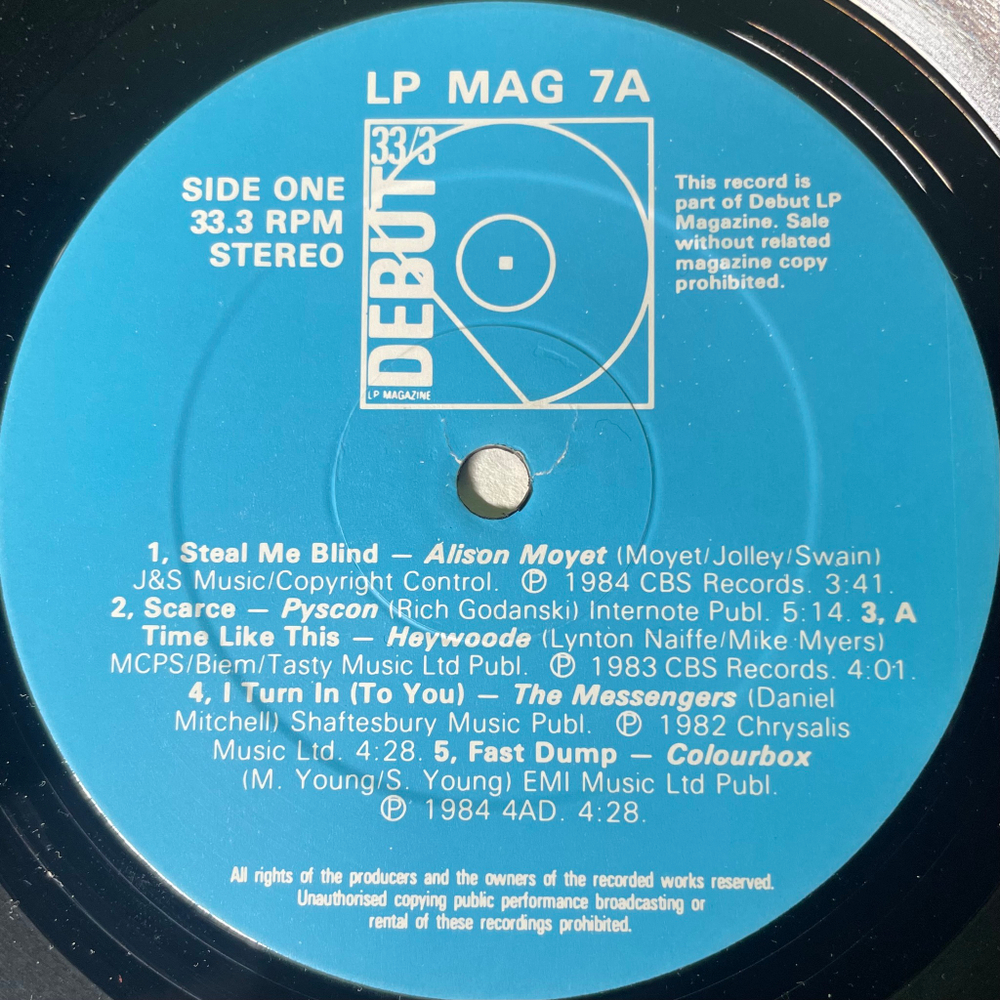 LP MAG 7A
33/3
DEBUT
LP MAGAZINE
SIDE ONE
33.3 RPM
STEREO
This record is
part of Debut LP
Magazine. Sale
without related
magazine copy
prohibited.
1, Steal Me Blind – Alison Moyet (Moyet/Jolley/Swain)
J&S Music/Copyright Control. ℗ 1984 CBS Records. 3:41.
2, Scarce – Pyscon (Rich Godanski) Internote Publ. 5:14. 3, A
Time Like This – Heywoode (Lynton Naiffe/Mike Myers)
MCPS/Biem/Tasty Music Ltd Publ. ℗ 1983 CBS Records. 4:01.
4, I Turn In (To You) – The Messengers (Daniel
Mitchell) Shaftesbury Music Publ. ℗ 1982 Chrysalis
Music Ltd. 4:28. 5, Fast Dump – Colourbox
(M. Young/S. Young) EMI Music Ltd Publ.
℗ 1984 4AD. 4:28.
All rights of the producers and the owners of the recorded works reserved.
Unauthorised copying public performance broadcasting or
rental of these recordings prohibited.